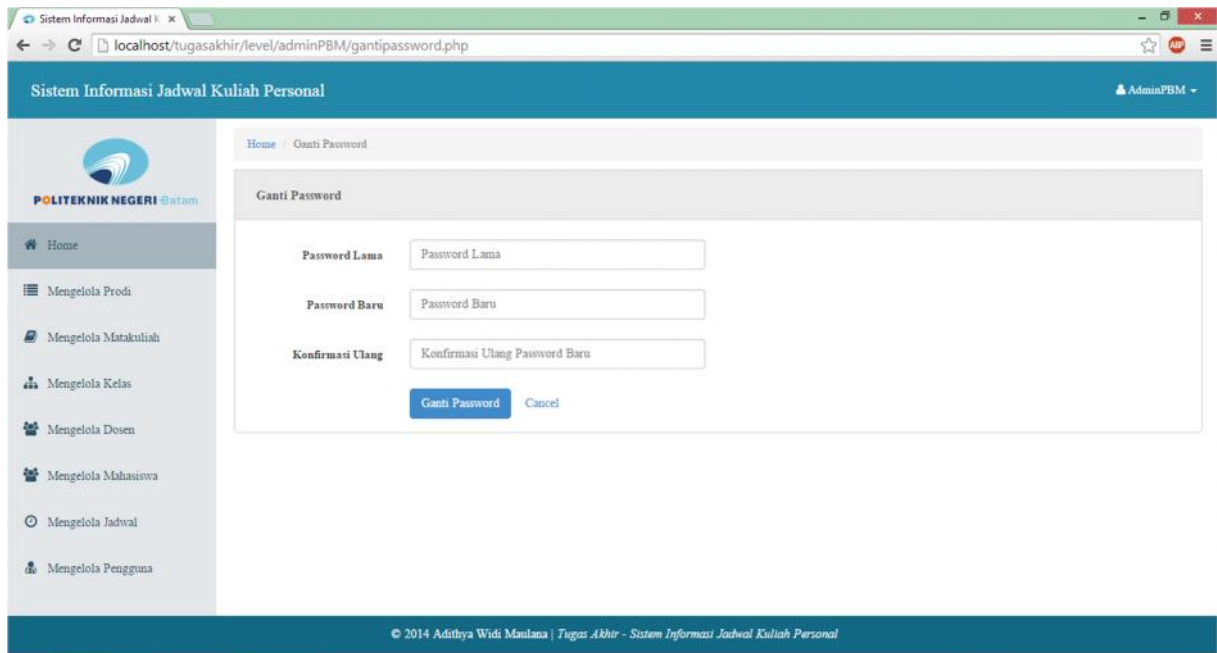 Sistem Informasi Jadwal K
localhost/tugasakhir/level/adminPBM/gantipassword.php
ABP
Sistem Informasi Jadwal Kuliah Personal
AdminPBM
POLITEKNIK NEGERI Batam
Home / Ganti Password
Ganti Password
Home
Mengelola Prodi
Mengelola Matakuliah
Mengelola Kelas
Mengelola Dosen
Mengelola Mahasiswa
Mengelola Jadwal
Mengelola Pengguna
Password Lama Password Lama
Password Baru Password Baru
Konfirmasi Ulang Konfirmasi Ulang Password Baru
Ganti Password Cancel
© 2014 Adithya Widi Maulana | Tugas Akhir - Sistem Informasi Jadwal Kuliah Personal